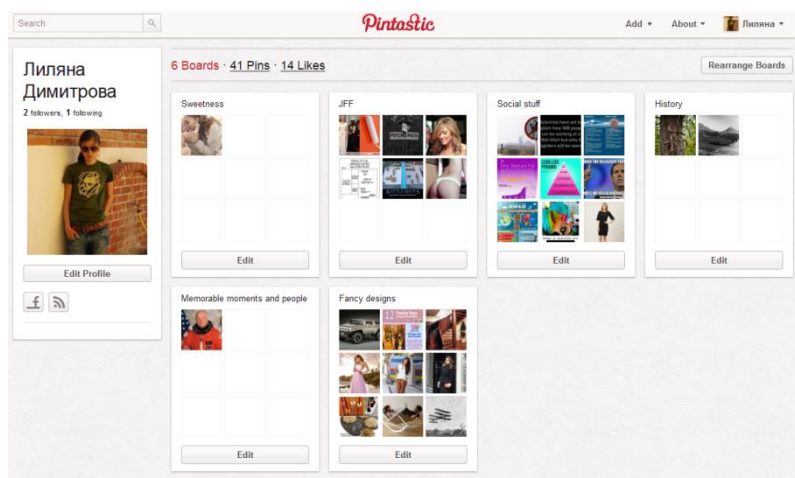 Search
Pintastic
Add +
About
Лиляна
Лиляна
Димитрова
2 followers, 1 following
Edit Profile
6 Boards · 41 Pins · 14 Likes
Rearrange Boards
Sweetness
Edit
JFF
Edit
Social stuff
Edit
History
Edit
Memorable moments and people
Edit
Fancy designs
Edit